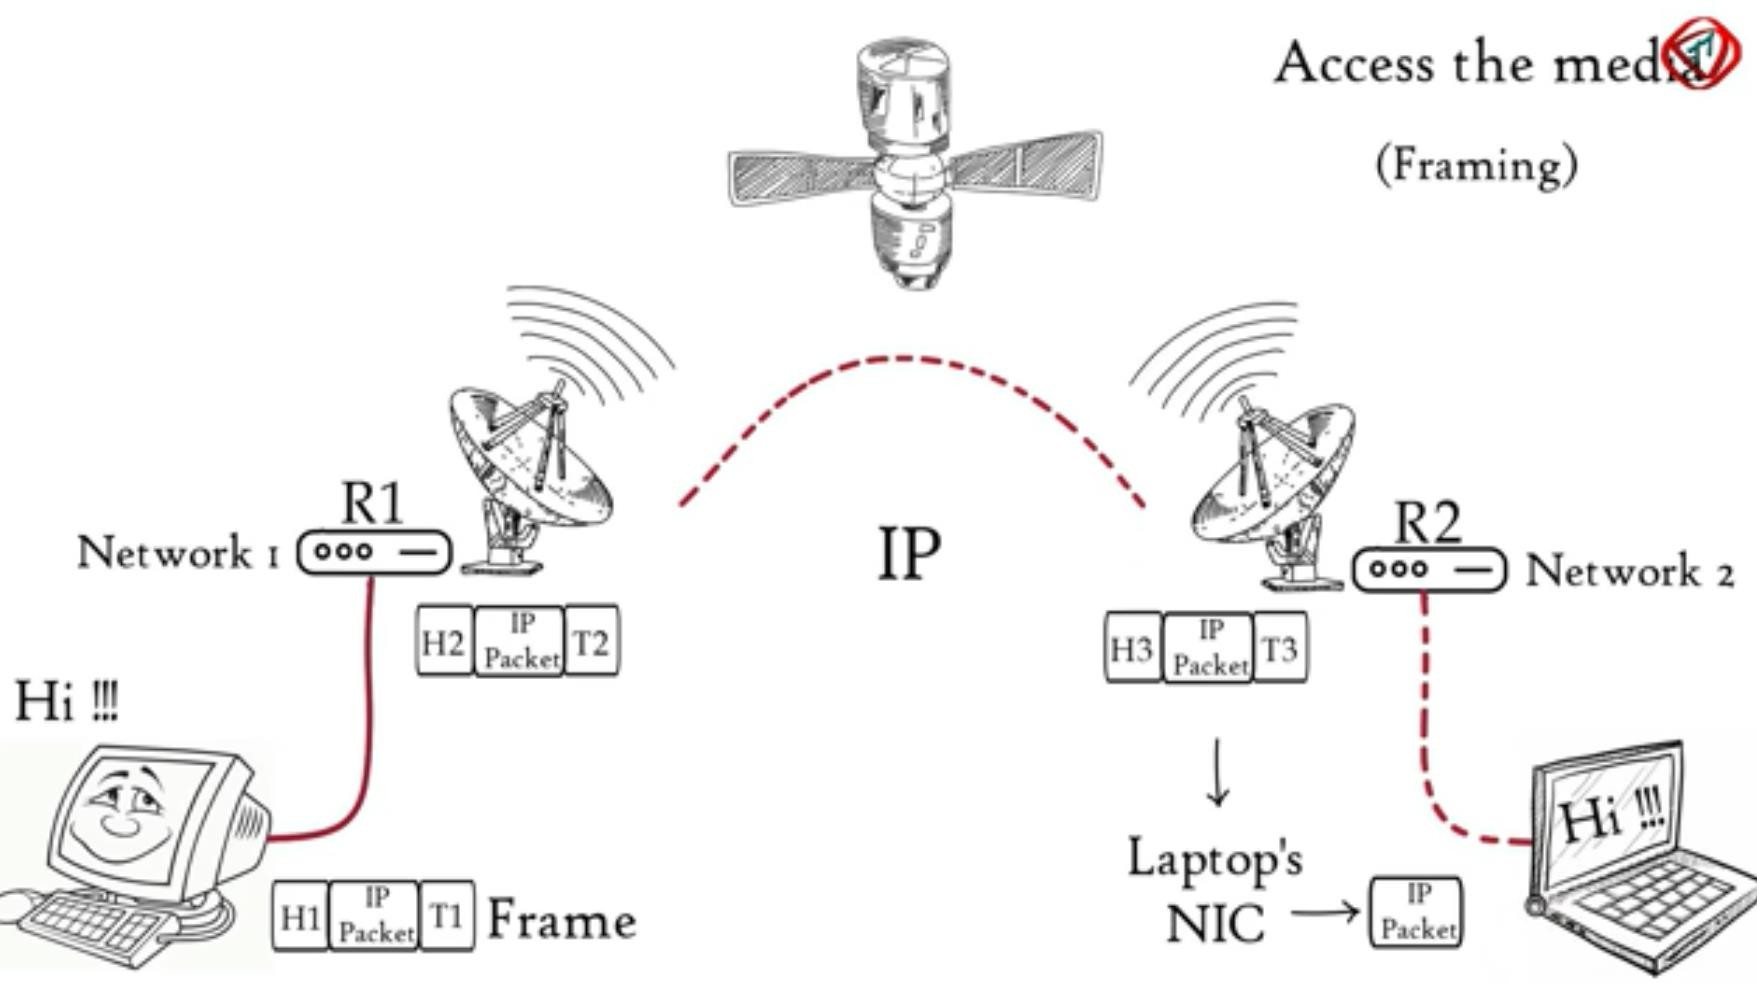 Access the media
(Framing)
R1
Network 1
IP
R2
Network 2
H2
IP
Packet
T2
H3
IP
Packet
T3
Hi !!!
Hi !!!
Laptop's
NIC
IP
Packet
H1
IP
Packet
T1
Frame